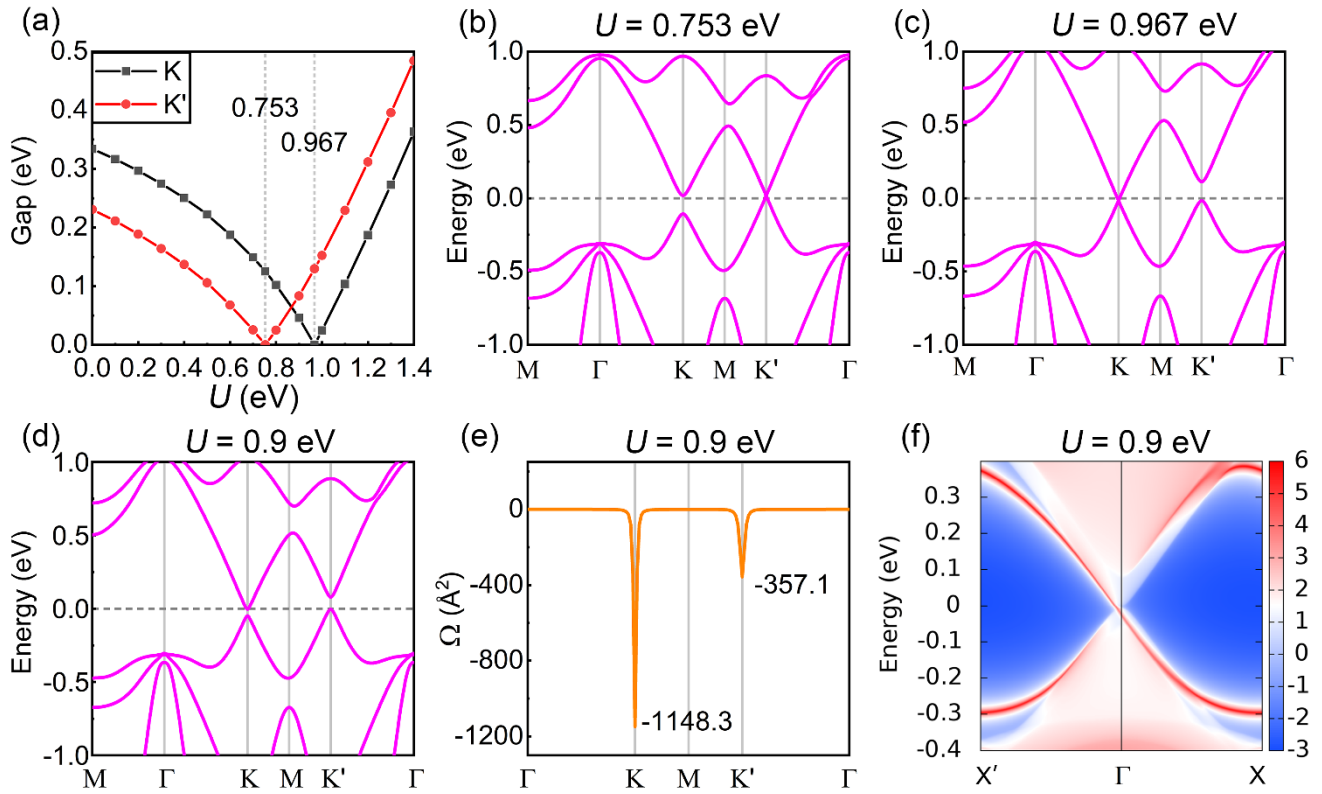 (a)
0.5
0.4
0.3
0.2
0.1
0.0
Gap (eV)
K
K'
0.753
0.967
0.0 0.2 0.4 0.6 0.8 1.0 1.2 1.4
U (eV)
(b)
U = 0.753 eV
1.0
0.5
0.0
-0.5
-1.0
Energy (eV)
M Γ K M K' Γ
(c)
U = 0.967 eV
1.0
0.5
0.0
-0.5
-1.0
Energy (eV)
M Γ K M K' Γ
(d)
U = 0.9 eV
1.0
0.5
0.0
-0.5
-1.0
Energy (eV)
M Γ K M K' Γ
(e)
U = 0.9 eV
0
-400
-800
-1200
Ω (Å²)
-357.1
-1148.3
Γ K M K' Γ
(f)
U = 0.9 eV
0.3
0.2
0.1
0
-0.1
-0.2
-0.3
-0.4
Energy (eV)
X' Γ X
6
5
4
3
2
1
0
-1
-2
-3